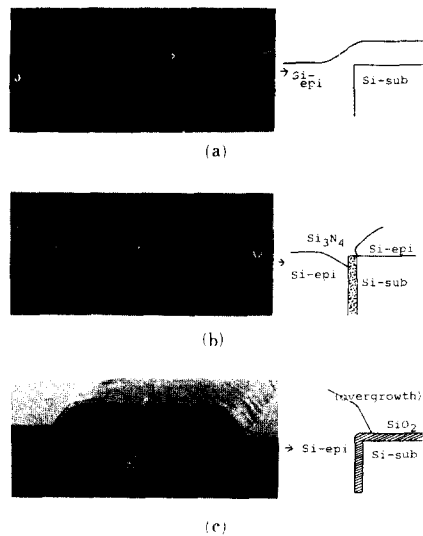 Si-epi
Si-sub
(a)
Si₃N₄
Si-epi
Si-epi
Si-sub
(b)
(overgrowth)
SiO₂
Si-epi
Si-sub
(c)